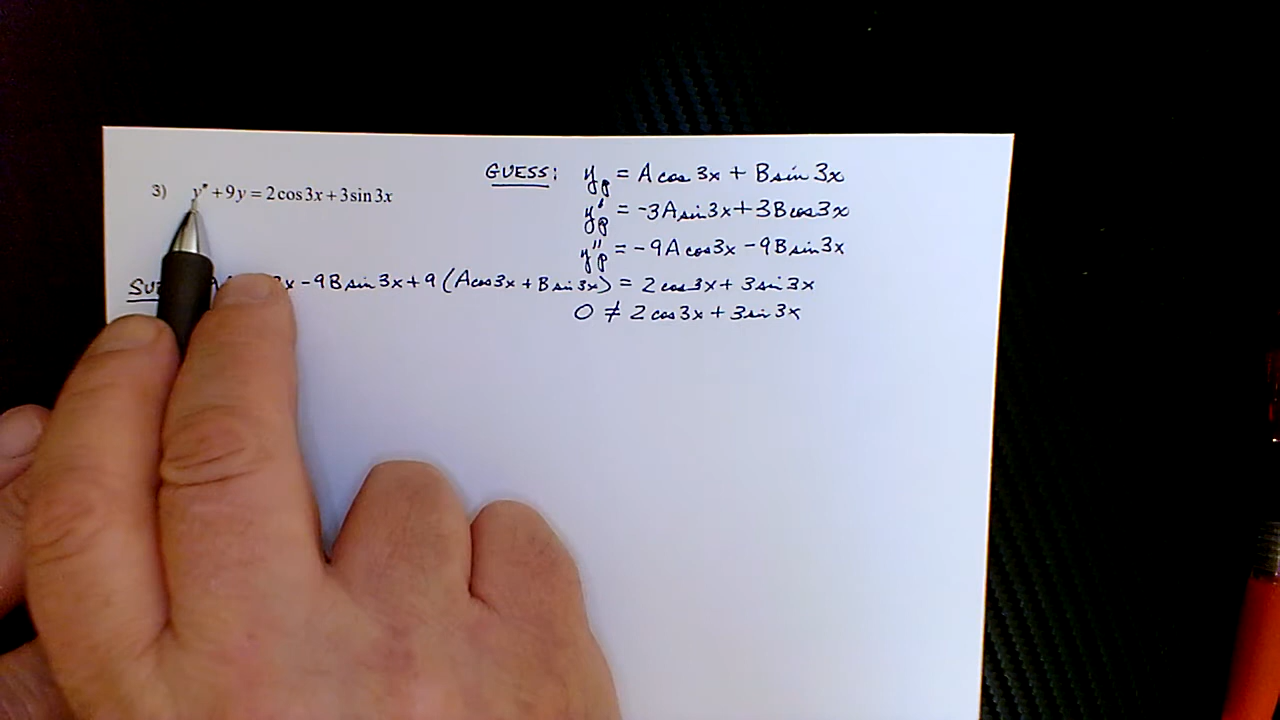 3) y" + 9y = 2cos3x + 3sin3x
GUESS: yp = A cos 3x + B sin 3x
yp' = -3A sin 3x + 3B cos 3x
yp" = -9A cos 3x - 9B sin 3x
x - 9B sin 3x + 9 (A cos 3x + B sin 3x) = 2 cos 3x + 3 sin 3x
0 ≠ 2 cos 3x + 3 sin 3x